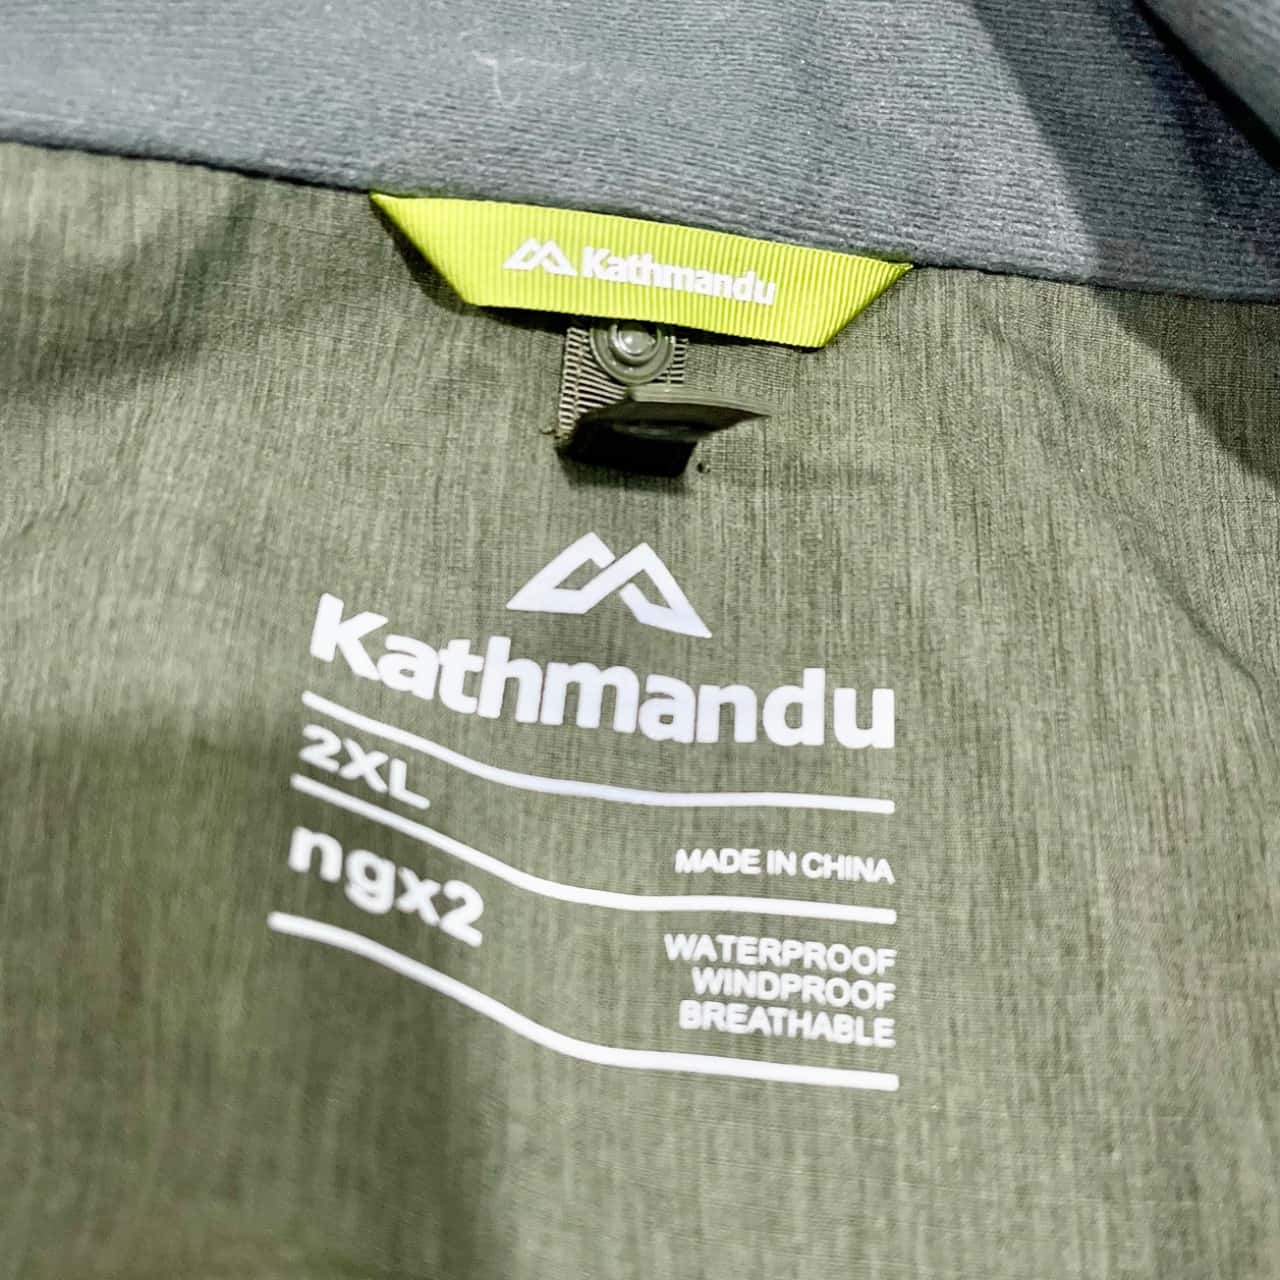 Kathmandu
Kathmandu
2XL
MADE IN CHINA
ngx2
WATERPROOF
WINDPROOF
BREATHABLE